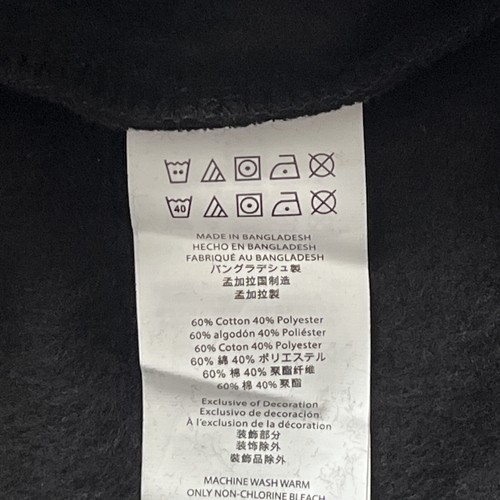 40
MADE IN BANGLADESH
HECHO EN BANGLADESH
FABRIQUÉ AU BANGLADESH
バングラデシュ製
孟加拉国制造
孟加拉製
60% Cotton 40% Polyester
60% algodón 40% Poliéster
60% Coton 40% Polyester
60% 綿 40% ポリエステル
60% 棉 40% 聚酯纤维
60% 棉 40% 聚酯
Exclusive of Decoration
Exclusivo de decoración
À l'exclusion de la décoration
装飾部分
装饰除外
裝飾品除外
MACHINE WASH WARM
ONLY NON-CHLORINE BLEACH